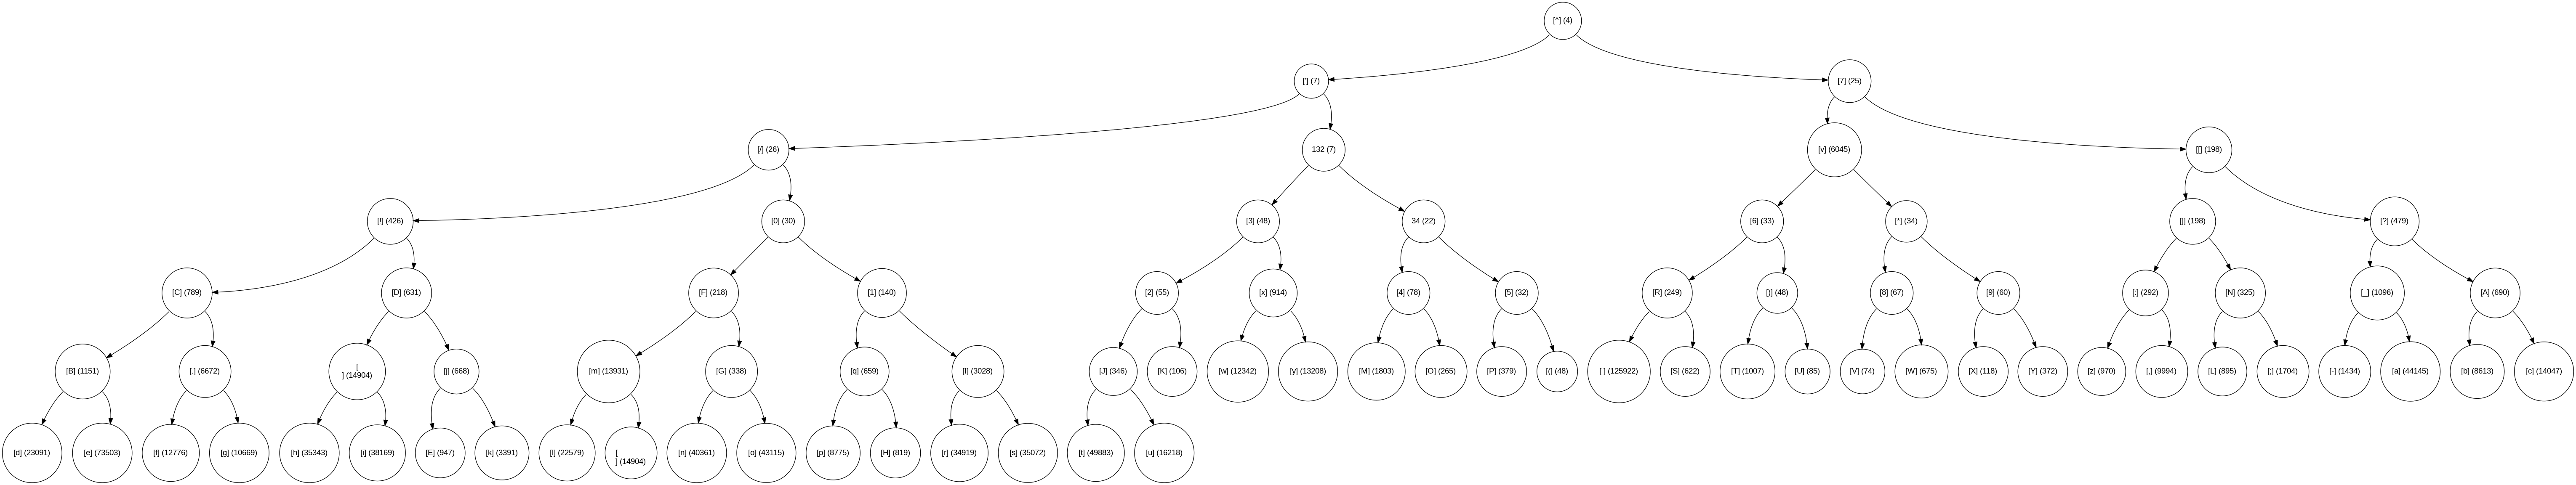 [^] (4)
['] (7)
[7] (25)
[/] (26)
132 (7)
[v] (6045)
[[] (198)
[!] (426)
[0] (30)
[3] (48)
34 (22)
[6] (33)
[*] (34)
[]] (198)
[?] (479)
[C] (789)
[D] (631)
[F] (218)
[1] (140)
[2] (55)
[x] (914)
[4] (78)
[5] (32)
[R] (249)
[)] (48)
[8] (67)
[9] (60)
[:] (292)
[N] (325)
[_] (1096)
[A] (690)
[B] (1151)
[.] (6672)
[
] (14904)
[j] (668)
[m] (13931)
[G] (338)
[q] (659)
[I] (3028)
[J] (346)
[K] (106)
[w] (12342)
[y] (13208)
[M] (1803)
[O] (265)
[P] (379)
[(] (48)
[ ] (125922)
[S] (622)
[T] (1007)
[U] (85)
[V] (74)
[W] (675)
[X] (118)
[Y] (372)
[z] (970)
[,] (9994)
[L] (895)
[;] (1704)
[-] (1434)
[a] (44145)
[b] (8613)
[c] (14047)
[d] (23091)
[e] (73503)
[f] (12776)
[g] (10669)
[h] (35343)
[i] (38169)
[E] (947)
[k] (3391)
[l] (22579)
[
] (14904)
[n] (40361)
[o] (43115)
[p] (8775)
[H] (819)
[r] (34919)
[s] (35072)
[t] (49883)
[u] (16218)